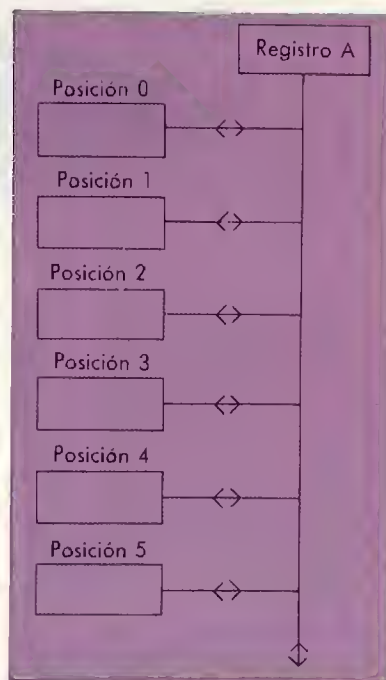 Registro A
Posición 0
Posición 1
Posición 2
Posición 3
Posición 4
Posición 5